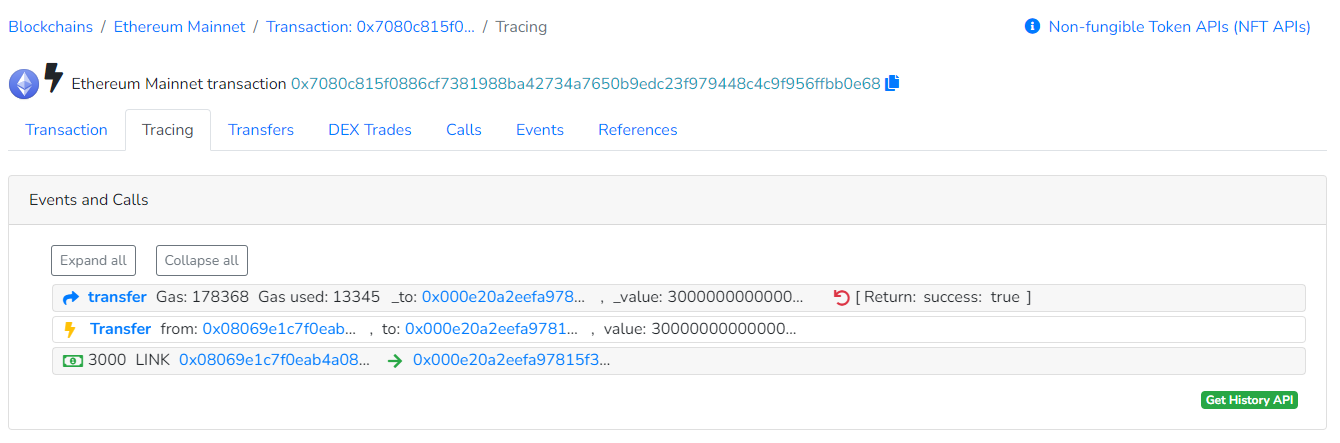 Blockchains / Ethereum Mainnet / Transaction: 0x7080c815f0... / Tracing Non-fungible Token APIs (NFT APIs)
Ethereum Mainnet transaction 0x7080c815f0886cf7381988ba42734a7650b9edc23f979448c4c9f956ffbb0e68
Transaction Tracing Transfers DEX Trades Calls Events References
Events and Calls
Expand all Collapse all
transfer Gas: 178368 Gas used: 13345 _to: 0x000e20a2eefa978... , _value: 3000000000000... [ Return: success: true ]
Transfer from: 0x08069e1c7f0eab... , to: 0x000e20a2eefa9781... , value: 30000000000000...
3000 LINK 0x08069e1c7f0eab4a08... → 0x000e20a2eefa97815f3...
Get History API